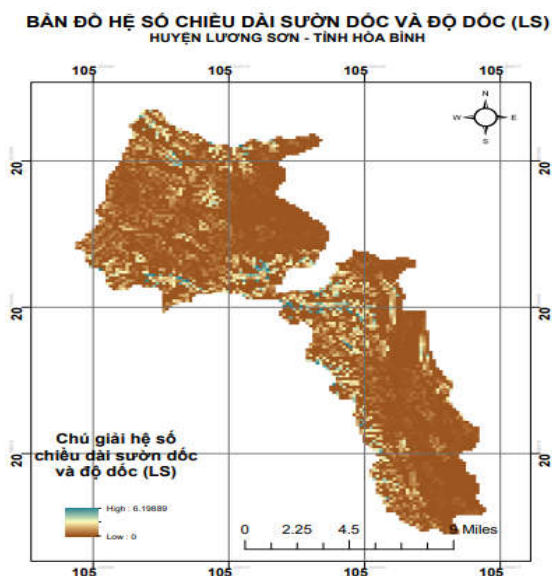 BẢN ĐỒ HỆ SỐ CHIỀU DÀI SƯỜN DỐC VÀ ĐỘ DỐC (LS)
HUYỆN LƯƠNG SƠN - TỈNH HÒA BÌNH
105 105 105 105
N
W E
S
20 20
20 20
20 20
Chú giải hệ số
chiều dài sườn dốc
và độ dốc (LS)
High : 6.19889
Low : 0
0 2.25 4.5 9 Miles
105 105 105 105